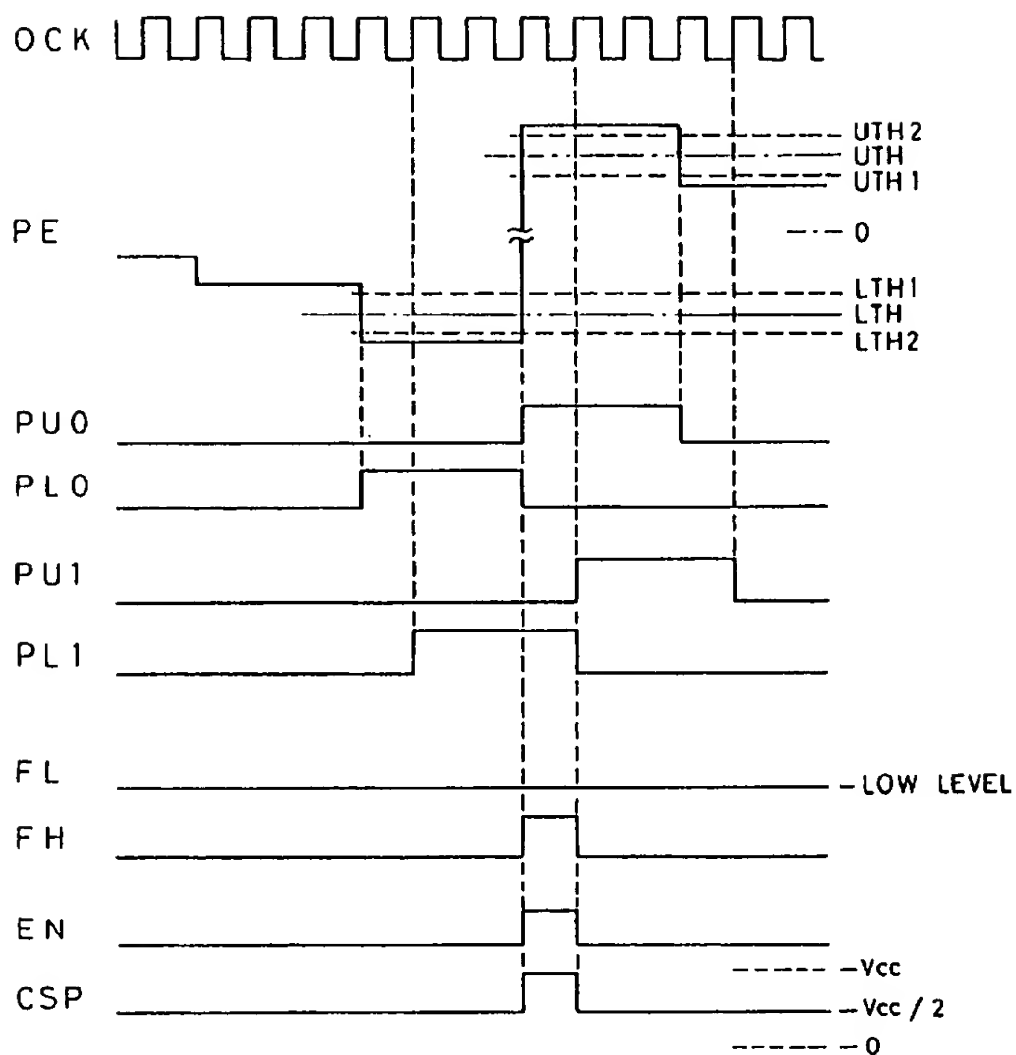 OCK
UTH2
UTH
UTH1
PE
0
LTH1
LTH
LTH2
PU0
PL0
PU1
PL1
FL
LOW LEVEL
FH
EN
Vcc
CSP
Vcc / 2
0